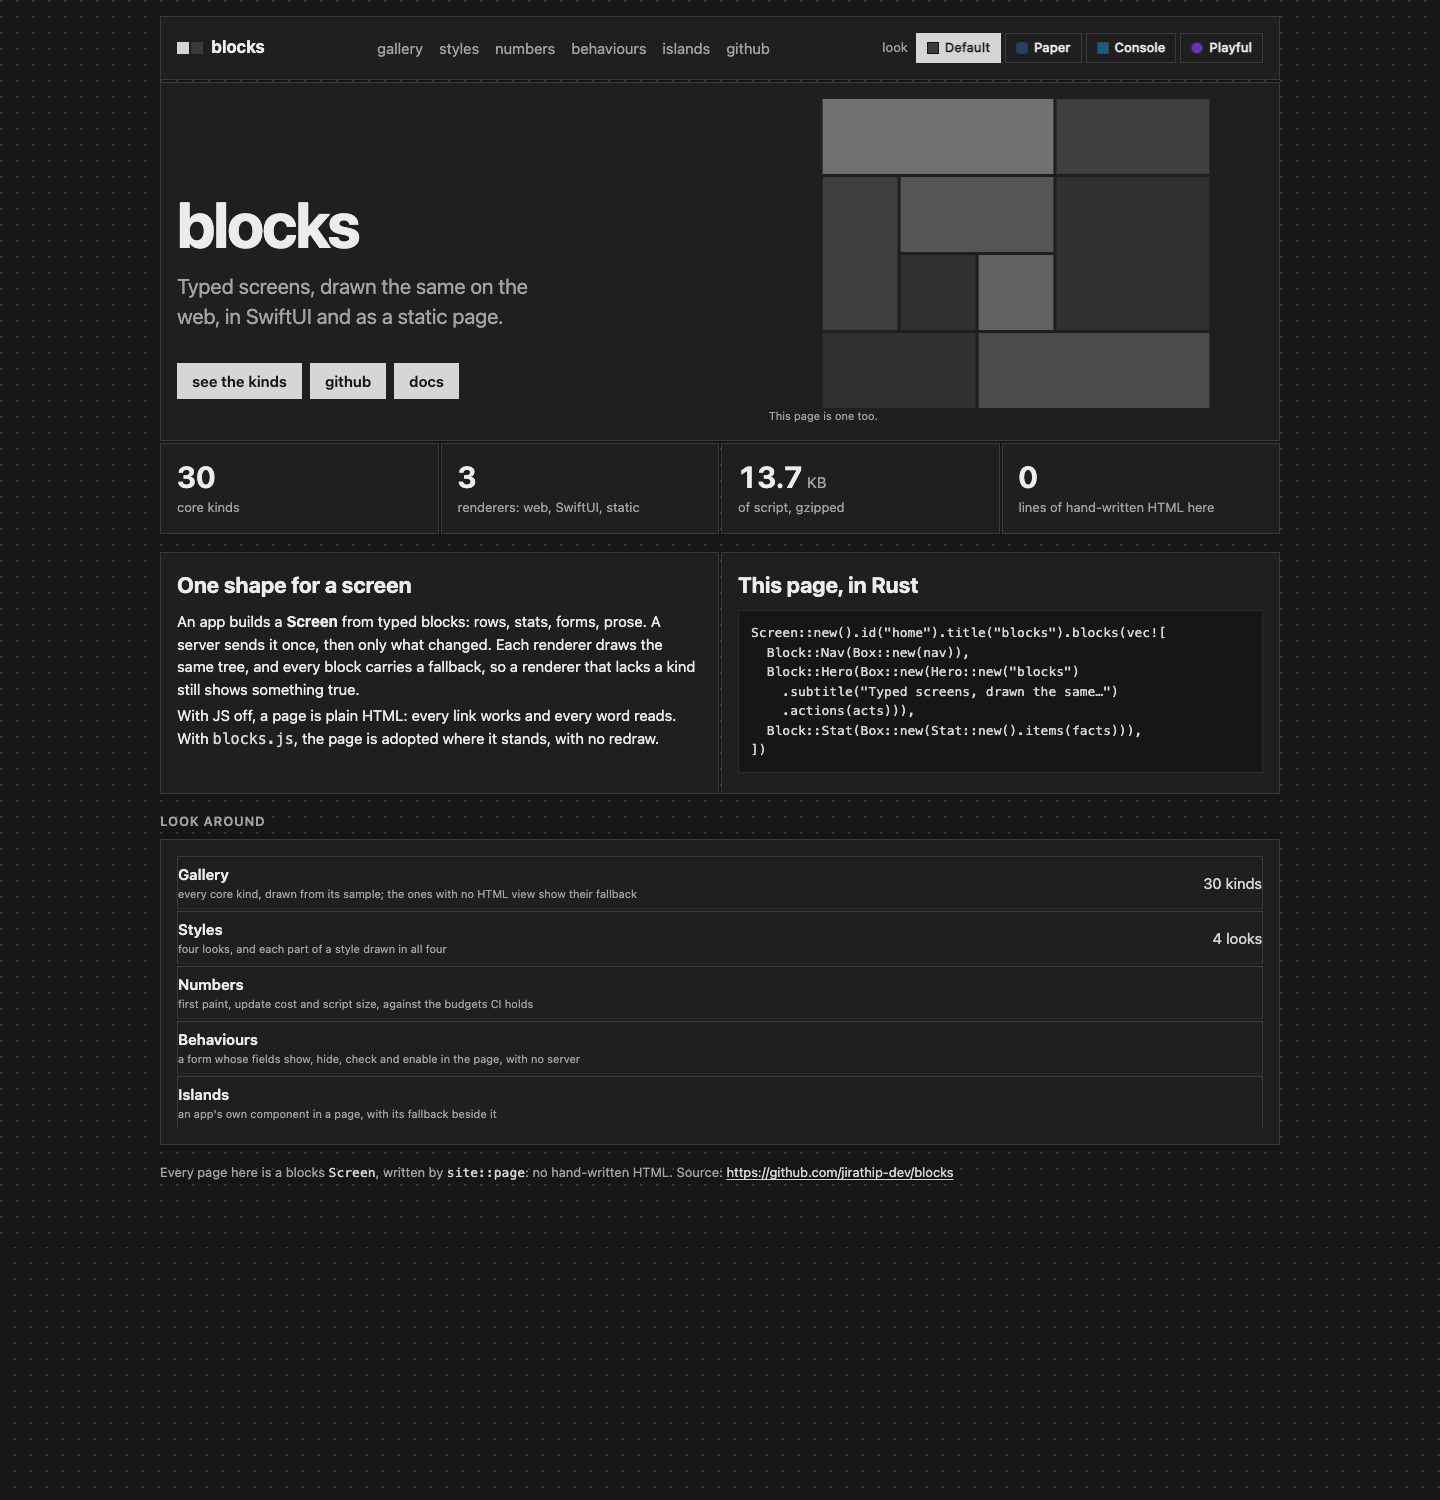 blocks
gallery styles numbers behaviours islands github
look Default Paper Console Playful
blocks
Typed screens, drawn the same on the
web, in SwiftUI and as a static page.
see the kinds github docs
This page is one too.
30
core kinds
3
renderers: web, SwiftUI, static
13.7 KB
of script, gzipped
0
lines of hand-written HTML here
One shape for a screen
An app builds a Screen from typed blocks: rows, stats, forms, prose. A
server sends it once, then only what changed. Each renderer draws the
same tree, and every block carries a fallback, so a renderer that lacks a kind
still shows something true.
With JS off, a page is plain HTML: every link works and every word reads.
With blocks.js, the page is adopted where it stands, with no redraw.
This page, in Rust
Screen::new().id("home").title("blocks").blocks(vec![
  Block::Nav(Box::new(nav)),
  Block::Hero(Box::new(Hero::new("blocks")
    .subtitle("Typed screens, drawn the same…")
    .actions(acts))),
  Block::Stat(Box::new(Stat::new().items(facts))),
])
LOOK AROUND
Gallery
every core kind, drawn from its sample; the ones with no HTML view show their fallback
30 kinds
Styles
four looks, and each part of a style drawn in all four
4 looks
Numbers
first paint, update cost and script size, against the budgets CI holds
Behaviours
a form whose fields show, hide, check and enable in the page, with no server
Islands
an app's own component in a page, with its fallback beside it
Every page here is a blocks Screen, written by site::page: no hand-written HTML. Source: https://github.com/jirathip-dev/blocks